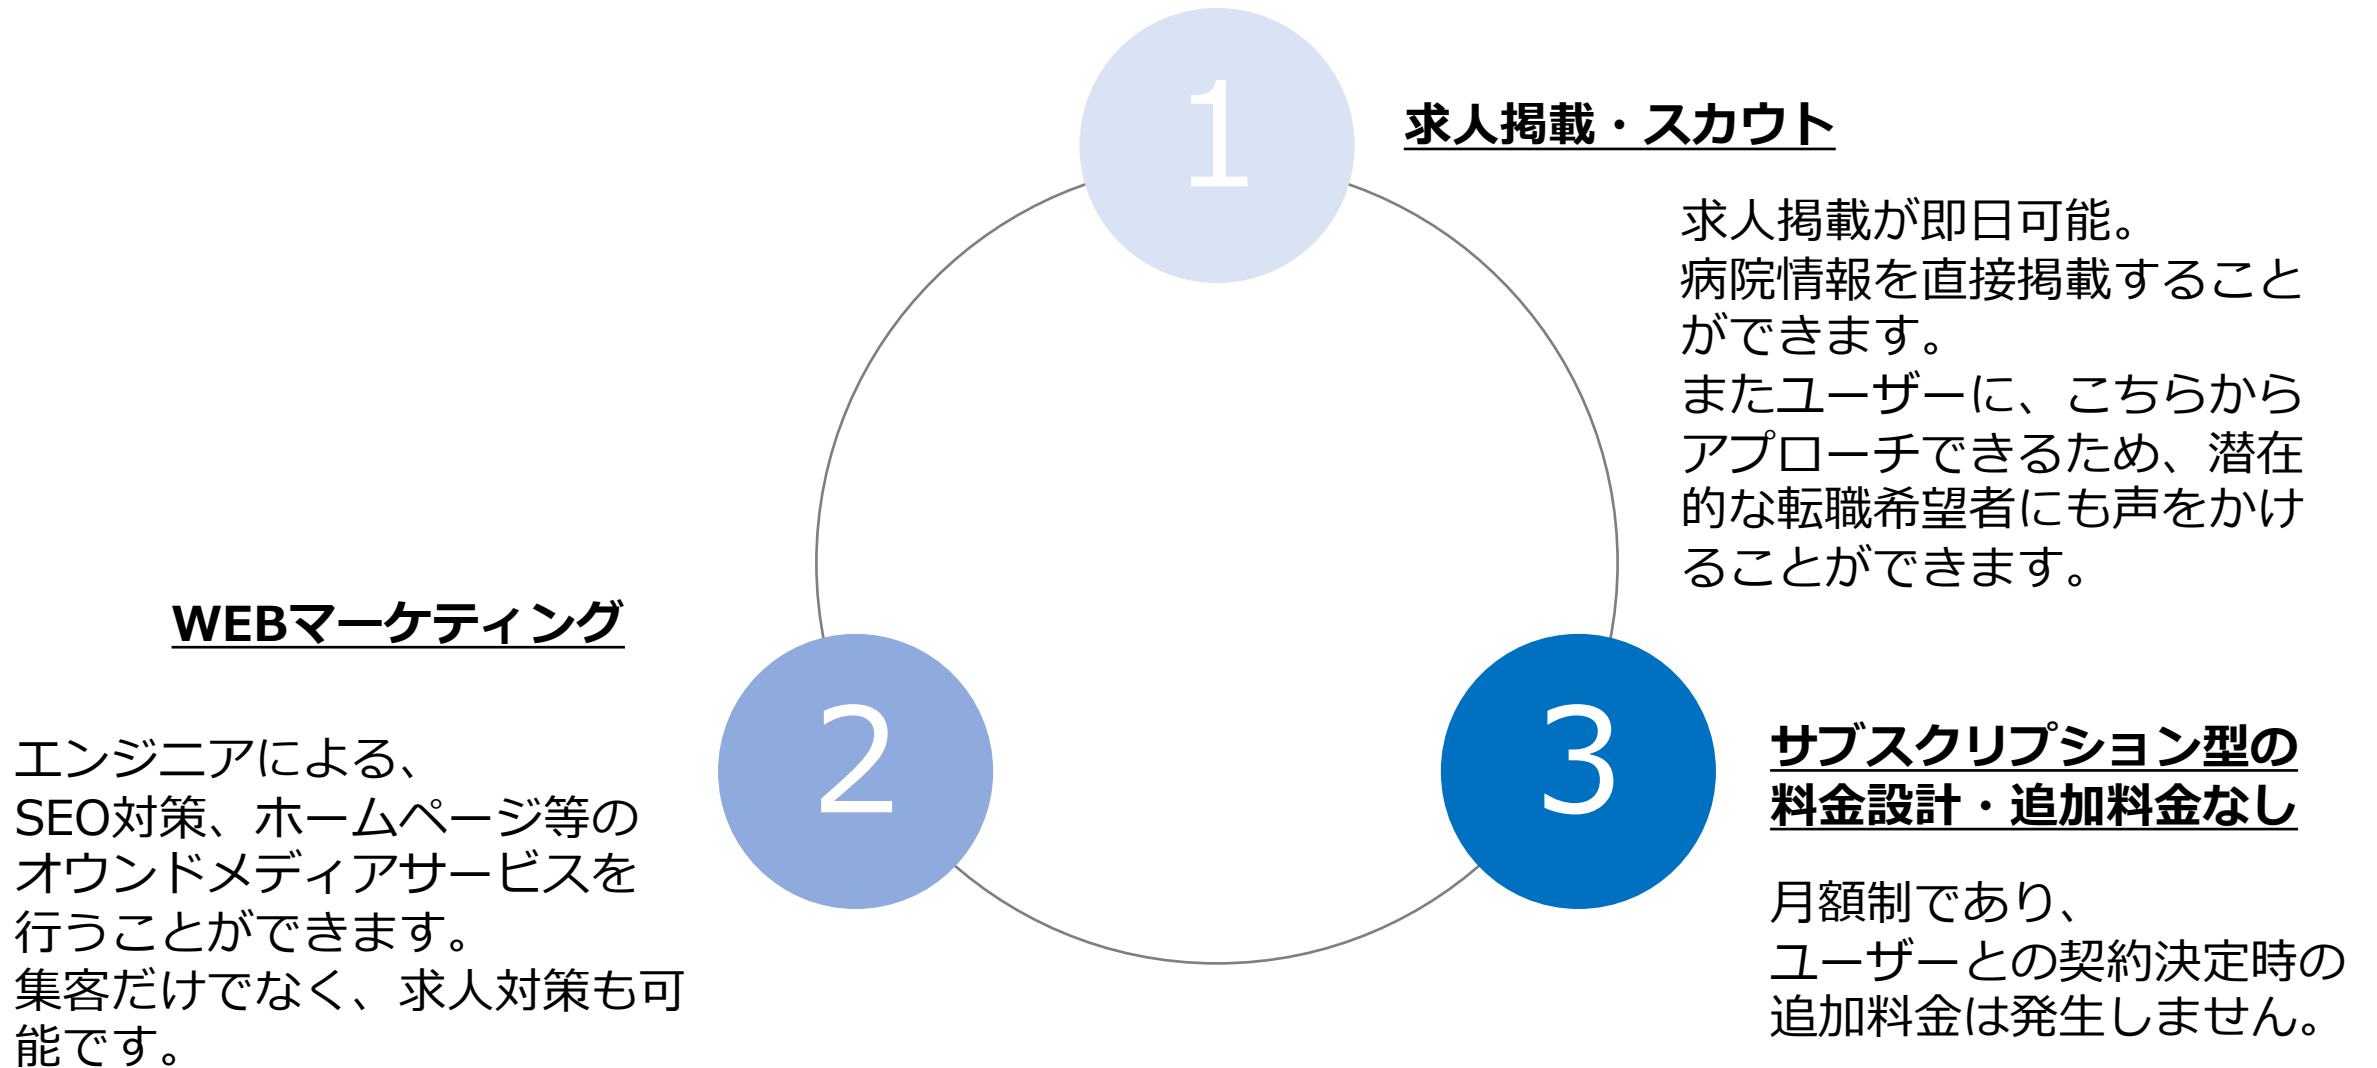 1
求人掲載・スカウト
求人掲載が即日可能。
病院情報を直接掲載すること
ができます。
またユーザーに、こちらから
アプローチできるため、潜在
的な転職希望者にも声をかけ
ることができます。
2
WEBマーケティング
エンジニアによる、
SEO対策、ホームページ等の
オウンドメディアサービスを
行うことができます。
集客だけでなく、求人対策も可
能です。
3
サブスクリプション型の
料金設計・追加料金なし
月額制であり、
ユーザーとの契約決定時の
追加料金は発生しません。